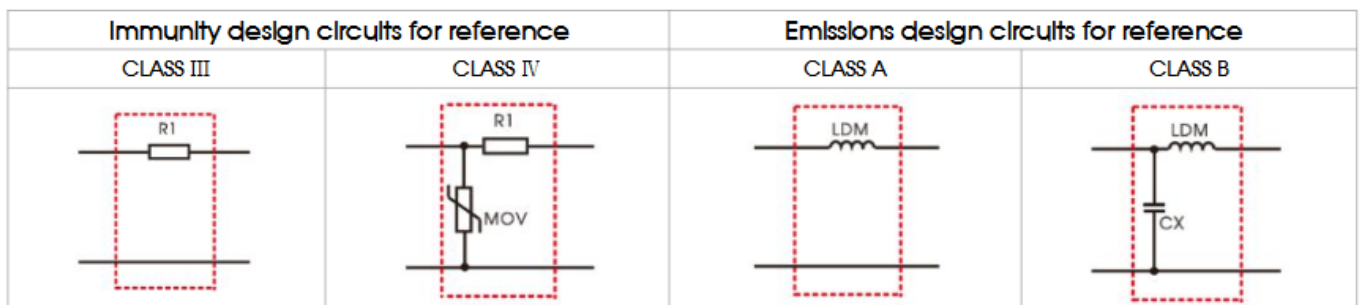 Immunity design circuits for reference
Emissions design circuits for reference
CLASS III
CLASS IV
CLASS A
CLASS B
R1
R1
MOV
LDM
LDM
CX